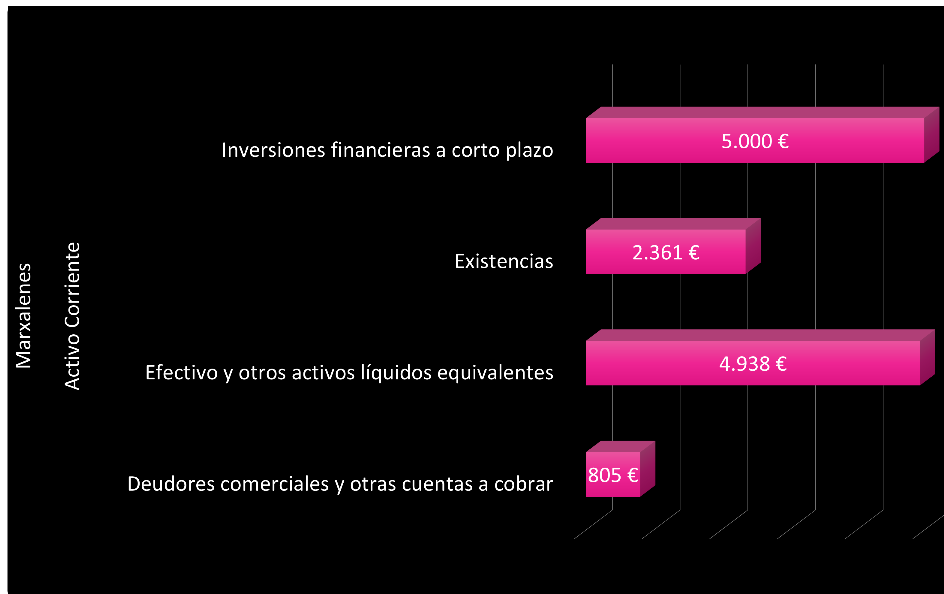 Marxalenes
Activo Corriente
Inversiones financieras a corto plazo
5.000 €
Existencias
2.361 €
Efectivo y otros activos líquidos equivalentes
4.938 €
Deudores comerciales y otras cuentas a cobrar
805 €